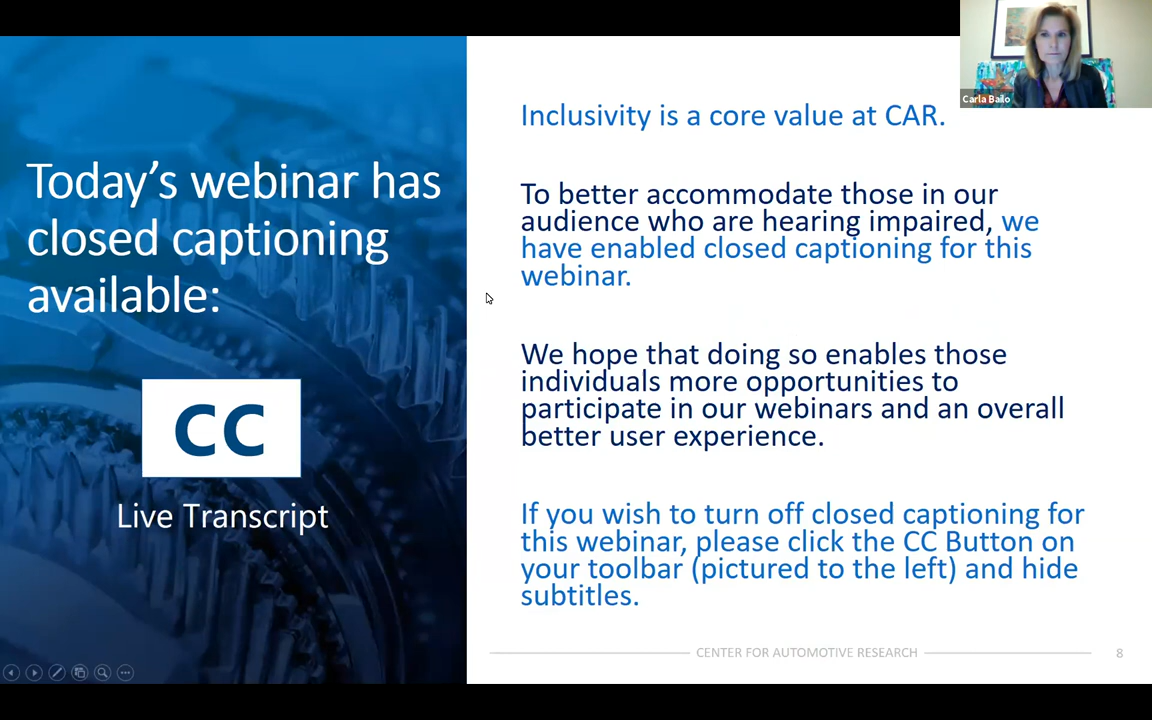 Today's webinar has
closed captioning
available:
CC
Live Transcript
Inclusivity is a core value at CAR.
To better accommodate those in our
audience who are hearing impaired, we
have enabled closed captioning for this
webinar.
We hope that doing so enables those
individuals more opportunities to
participate in our webinars and an overall
better user experience.
If you wish to turn off closed captioning for
this webinar, please click the CC Button on
your toolbar (pictured to the left) and hide
subtitles.
CENTER FOR AUTOMOTIVE RESEARCH
8
Carla Bailo